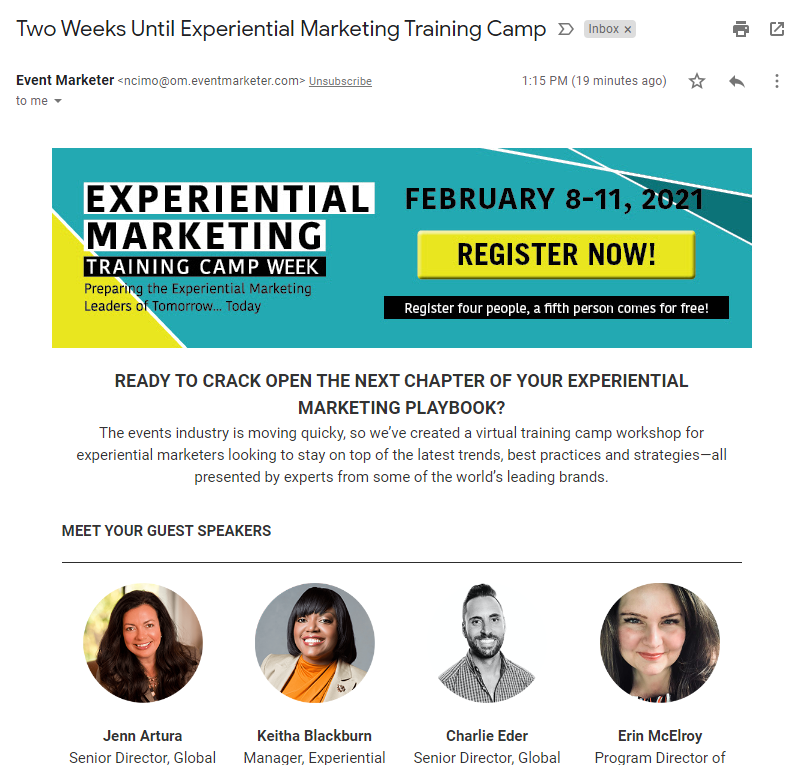 Two Weeks Until Experiential Marketing Training Camp
Inbox ×
Event Marketer <ncimo@om.eventmarketer.com> Unsubscribe
1:15 PM (19 minutes ago)
to me
EXPERIENTIAL
MARKETING
TRAINING CAMP WEEK
Preparing the Experiential Marketing
Leaders of Tomorrow... Today
FEBRUARY 8-11, 2021
REGISTER NOW!
Register four people, a fifth person comes for free!
READY TO CRACK OPEN THE NEXT CHAPTER OF YOUR EXPERIENTIAL
MARKETING PLAYBOOK?
The events industry is moving quicky, so we’ve created a virtual training camp workshop for
experiential marketers looking to stay on top of the latest trends, best practices and strategies—all
presented by experts from some of the world’s leading brands.
MEET YOUR GUEST SPEAKERS
Jenn Artura
Senior Director, Global
Keitha Blackburn
Manager, Experiential
Charlie Eder
Senior Director, Global
Erin McElroy
Program Director of